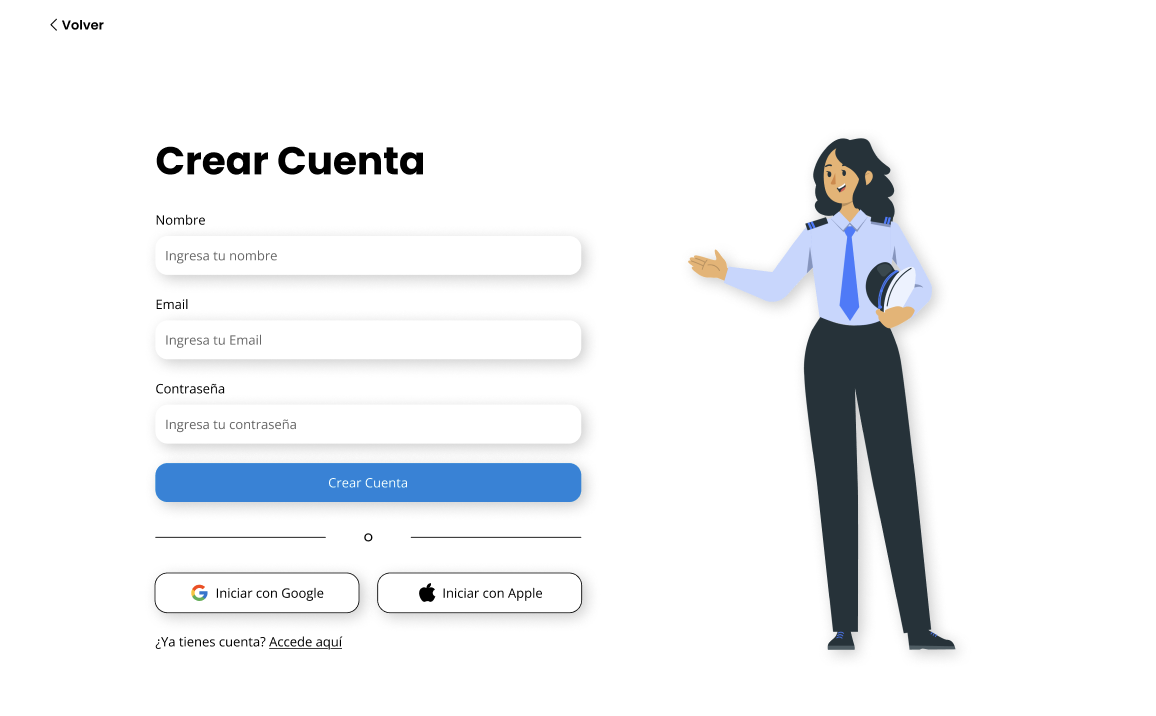 Volver
Crear Cuenta
Nombre
Ingresa tu nombre
Email
Ingresa tu Email
Contraseña
Ingresa tu contraseña
Crear Cuenta
o
Iniciar con Google
Iniciar con Apple
¿Ya tienes cuenta? Accede aquí